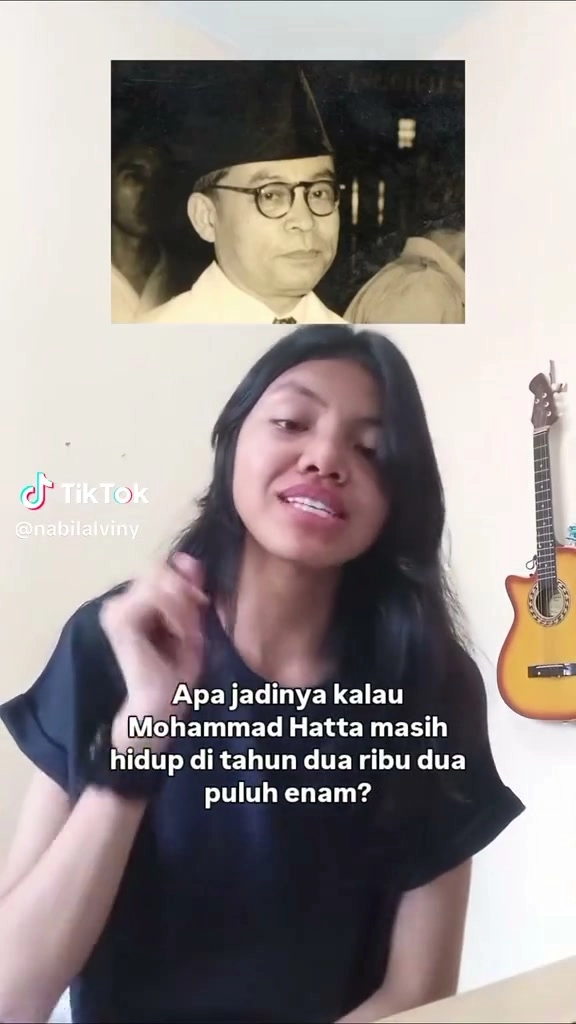 TikTok
@nabilalviny
Apa jadinya kalau
Mohammad Hatta masih
hidup di tahun dua ribu dua
puluh enam?